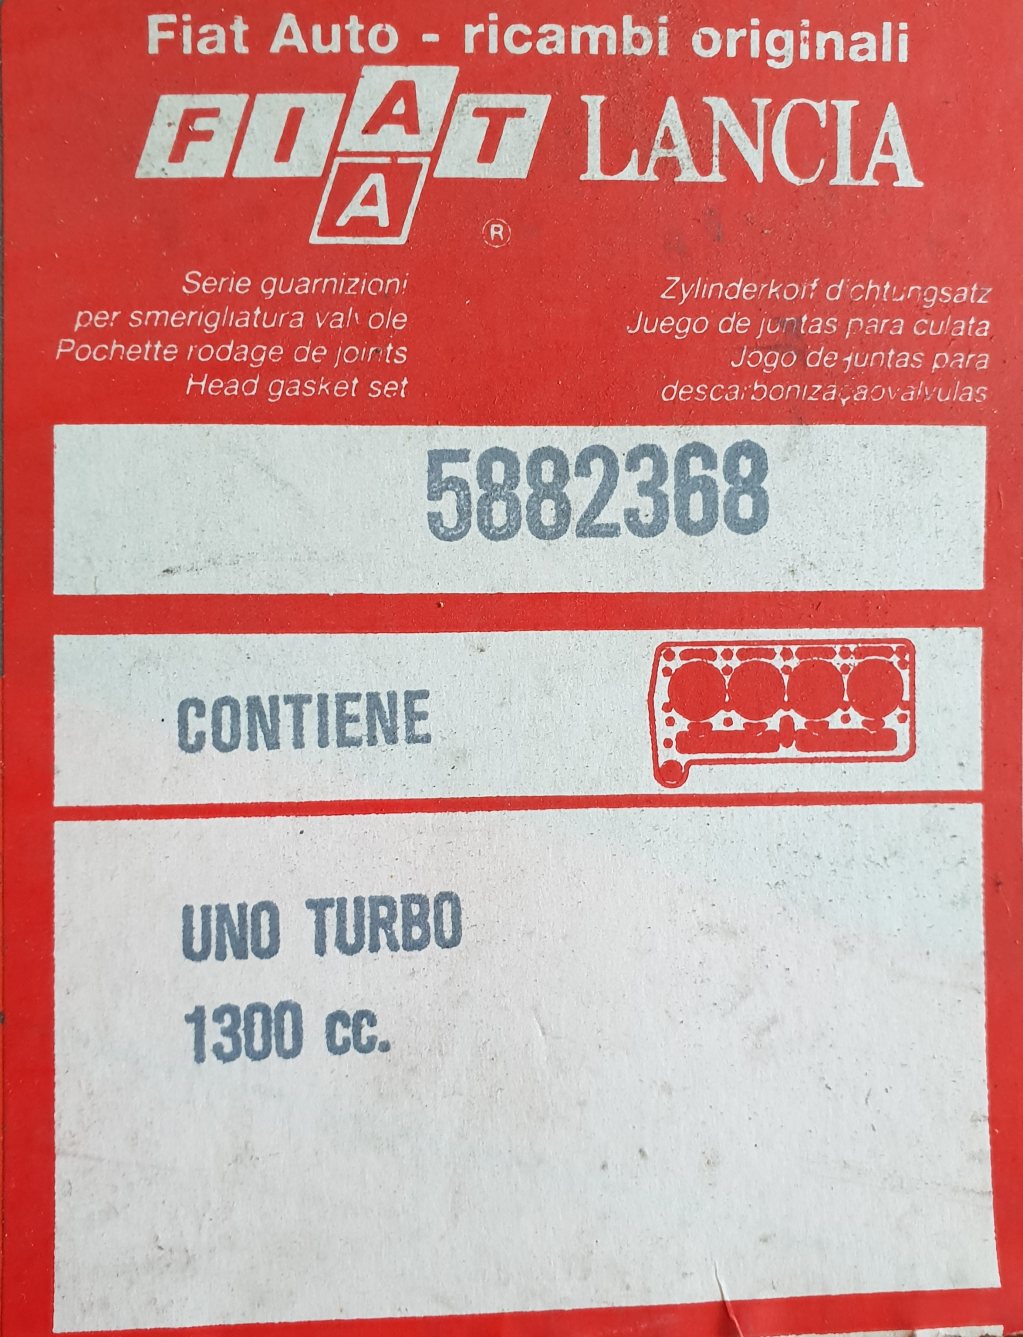 Fiat Auto - ricambi originali
FIAT LANCIA
A
®
Serie guarnizioni
per smerigliatura valvole
Pochette rodage de joints
Head gasket set
Zylinderkopf dichtungsatz
Juego de juntas para culata
Jogo de juntas para
descarbonizaçaovalvulas
5882368
CONTIENE
UNO TURBO
1300 cc.